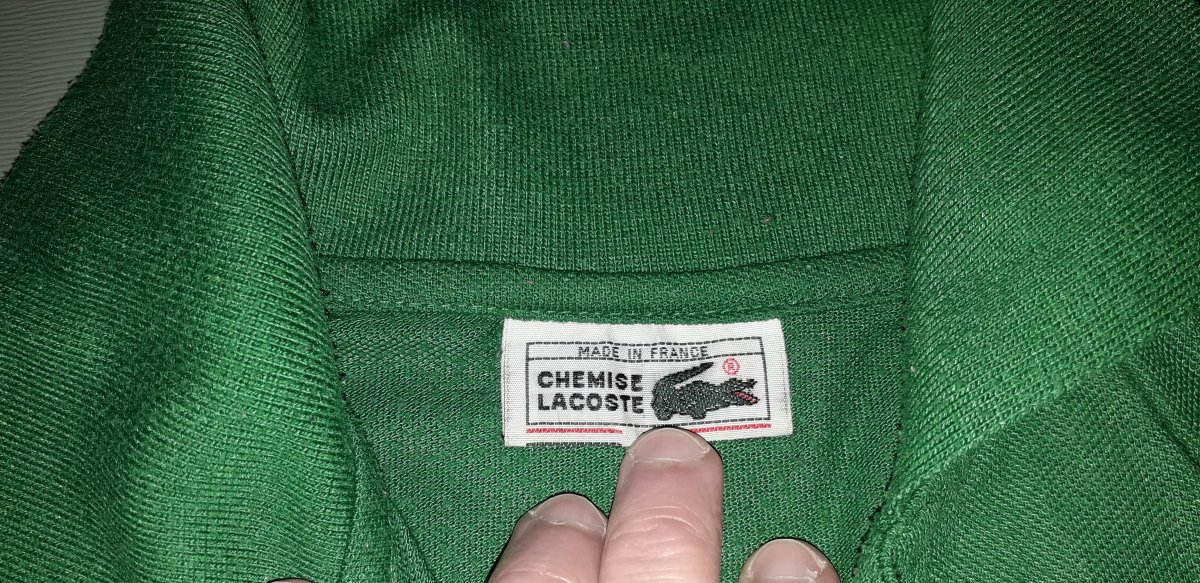 MADE IN FRANCE
CHEMISE
LACOSTE
®